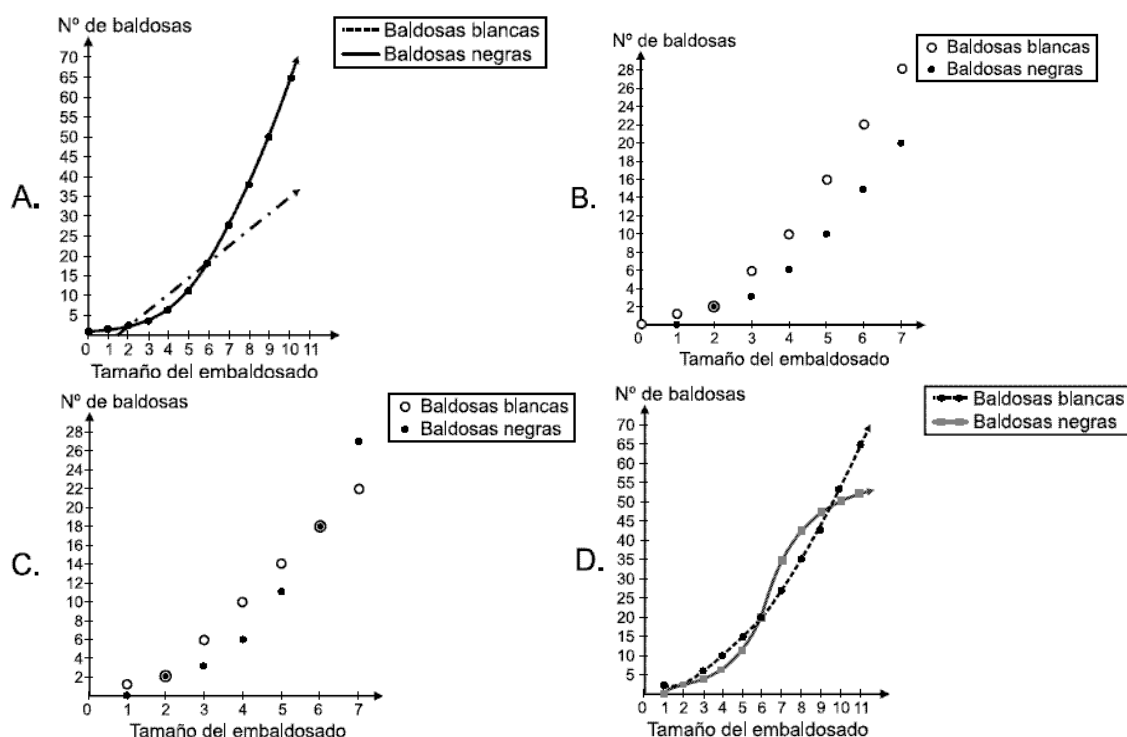 A.
Nº de baldosas
Baldosas blancas
Baldosas negras
70
65
60
55
50
45
40
35
30
25
20
15
10
5
0 1 2 3 4 5 6 7 8 9 10 11
Tamaño del embaldosado
B.
Nº de baldosas
Baldosas blancas
Baldosas negras
28
26
24
22
20
18
16
14
12
10
8
6
4
2
0 1 2 3 4 5 6 7
Tamaño del embaldosado
C.
Nº de baldosas
Baldosas blancas
Baldosas negras
28
26
24
22
20
18
16
14
12
10
8
6
4
2
0 1 2 3 4 5 6 7
Tamaño del embaldosado
D.
Nº de baldosas
Baldosas blancas
Baldosas negras
70
65
60
55
50
45
40
35
30
25
20
15
10
5
0 1 2 3 4 5 6 7 8 9 10 11
Tamaño del embaldosado